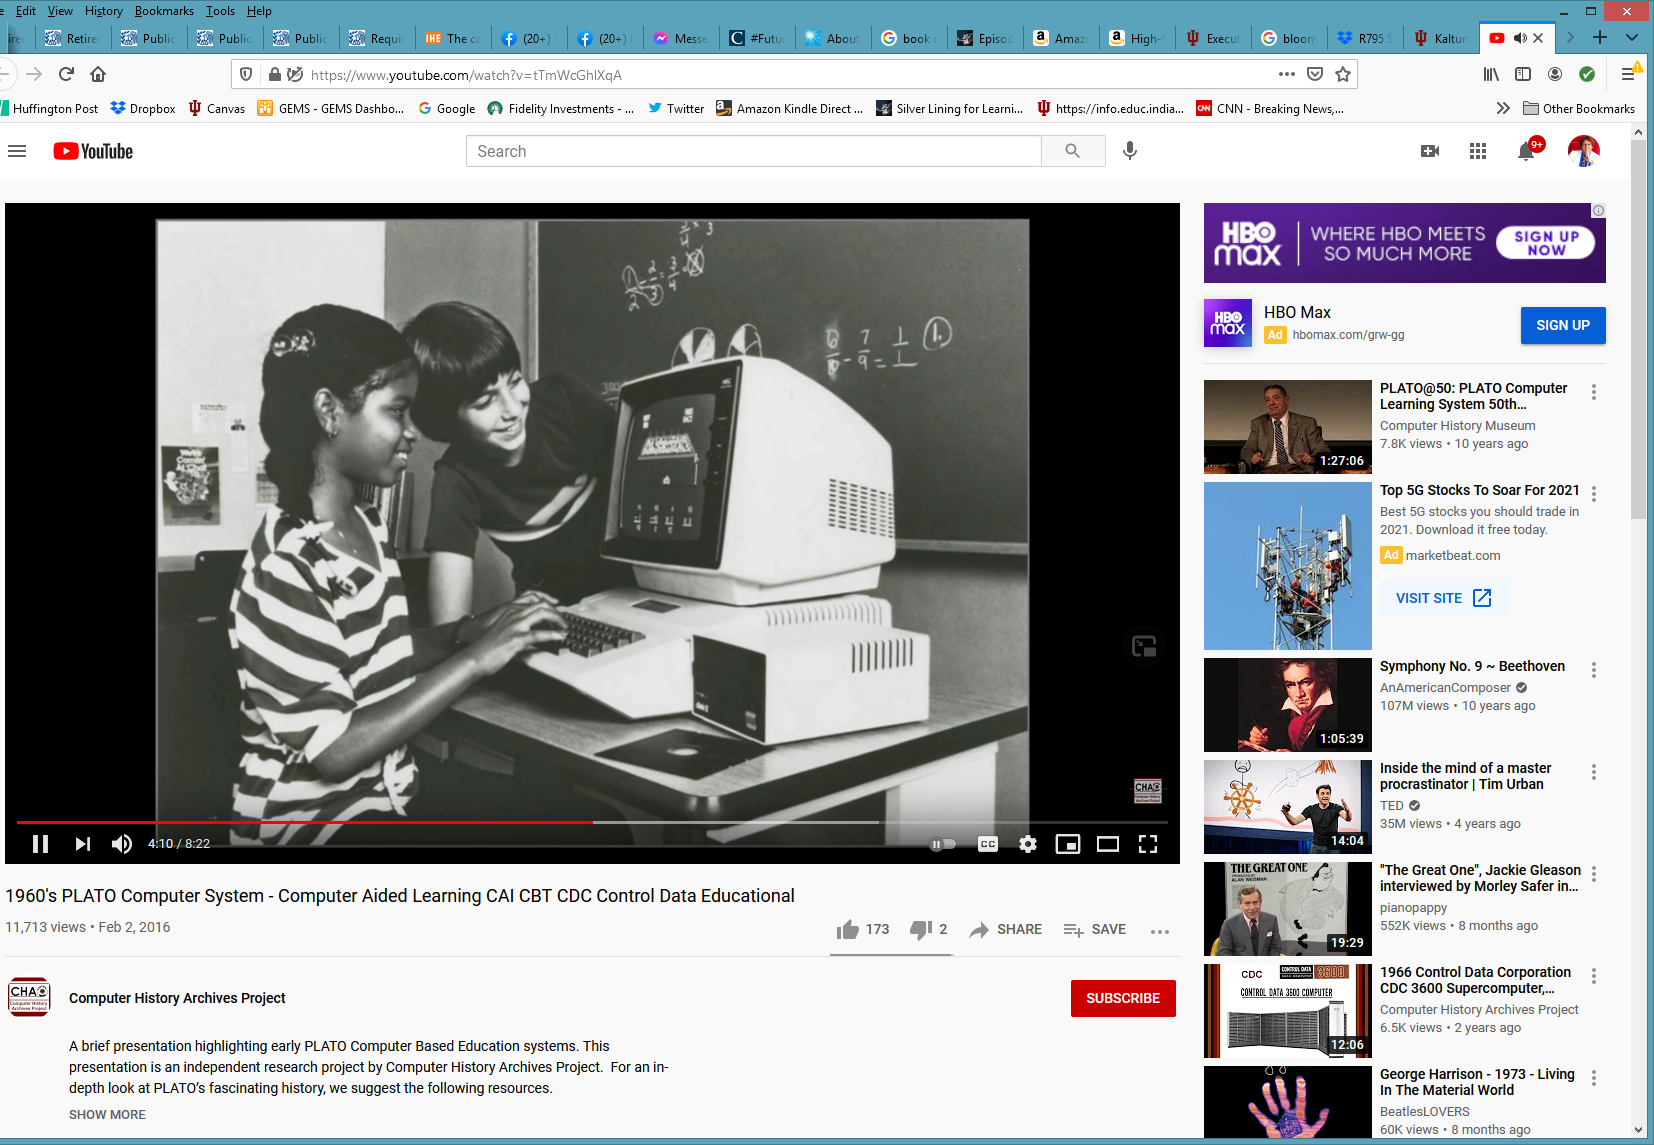 Edit View History Bookmarks Tools Help
Retirer Public Public Public Requir The co (20+) (20+) Messe #Futu About book Episod Amaz High- Execut bloom R795 S Kaltur
https://www.youtube.com/watch?v=tTmWcGhIXqA
Huffington Post Dropbox Canvas GEMS - GEMS Dashbo... Google Fidelity Investments - ... Twitter Amazon Kindle Direct ... Silver Lining for Learni... https://info.educ.indiana... CNN - Breaking News,... Other Bookmarks
YouTube
Search
9+
HBO max
WHERE HBO MEETS
SO MUCH MORE
SIGN UP
NOW
HBO Max
Ad hbomax.com/grw-gg
SIGN UP
PLATO@50: PLATO Computer
Learning System 50th...
Computer History Museum
7.8K views • 10 years ago
1:27:06
Top 5G Stocks To Soar For 2021
Best 5G stocks you should trade in
2021. Download it free today.
Ad marketbeat.com
VISIT SITE
Symphony No. 9 ~ Beethoven
AnAmericanComposer
107M views • 10 years ago
1:05:39
Inside the mind of a master
procrastinator | Tim Urban
TED
35M views • 4 years ago
14:04
THE GREAT ONE
"The Great One", Jackie Gleason
interviewed by Morley Safer in...
pianopappy
552K views • 8 months ago
19:29
CDC CONTROL DATA 3600
CONTROL DATA 3600 COMPUTER
1966 Control Data Corporation
CDC 3600 Supercomputer,...
Computer History Archives Project
6.5K views • 2 years ago
12:06
George Harrison - 1973 - Living
In The Material World
BeatlesLOVERS
60K views • 8 months ago
CHAP
4:10 / 8:22
CC
1960's PLATO Computer System - Computer Aided Learning CAI CBT CDC Control Data Educational
11,713 views • Feb 2, 2016
173 2 SHARE SAVE
Computer History Archives Project
SUBSCRIBE
A brief presentation highlighting early PLATO Computer Based Education systems. This
presentation is an independent research project by Computer History Archives Project. For an in-
depth look at PLATO's fascinating history, we suggest the following resources.
SHOW MORE